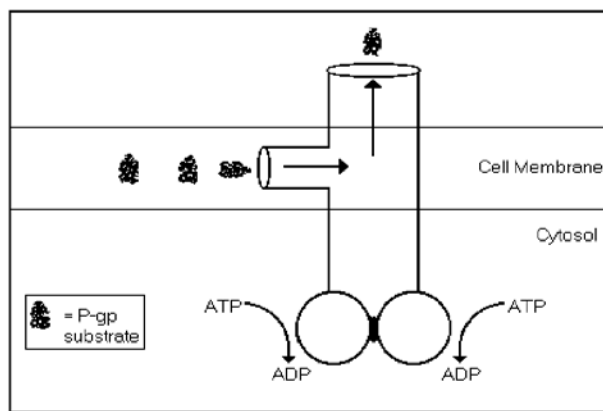 Cell Membrane
Cytosol
= P-gp
substrate
ATP
ATP
ADP
ADP